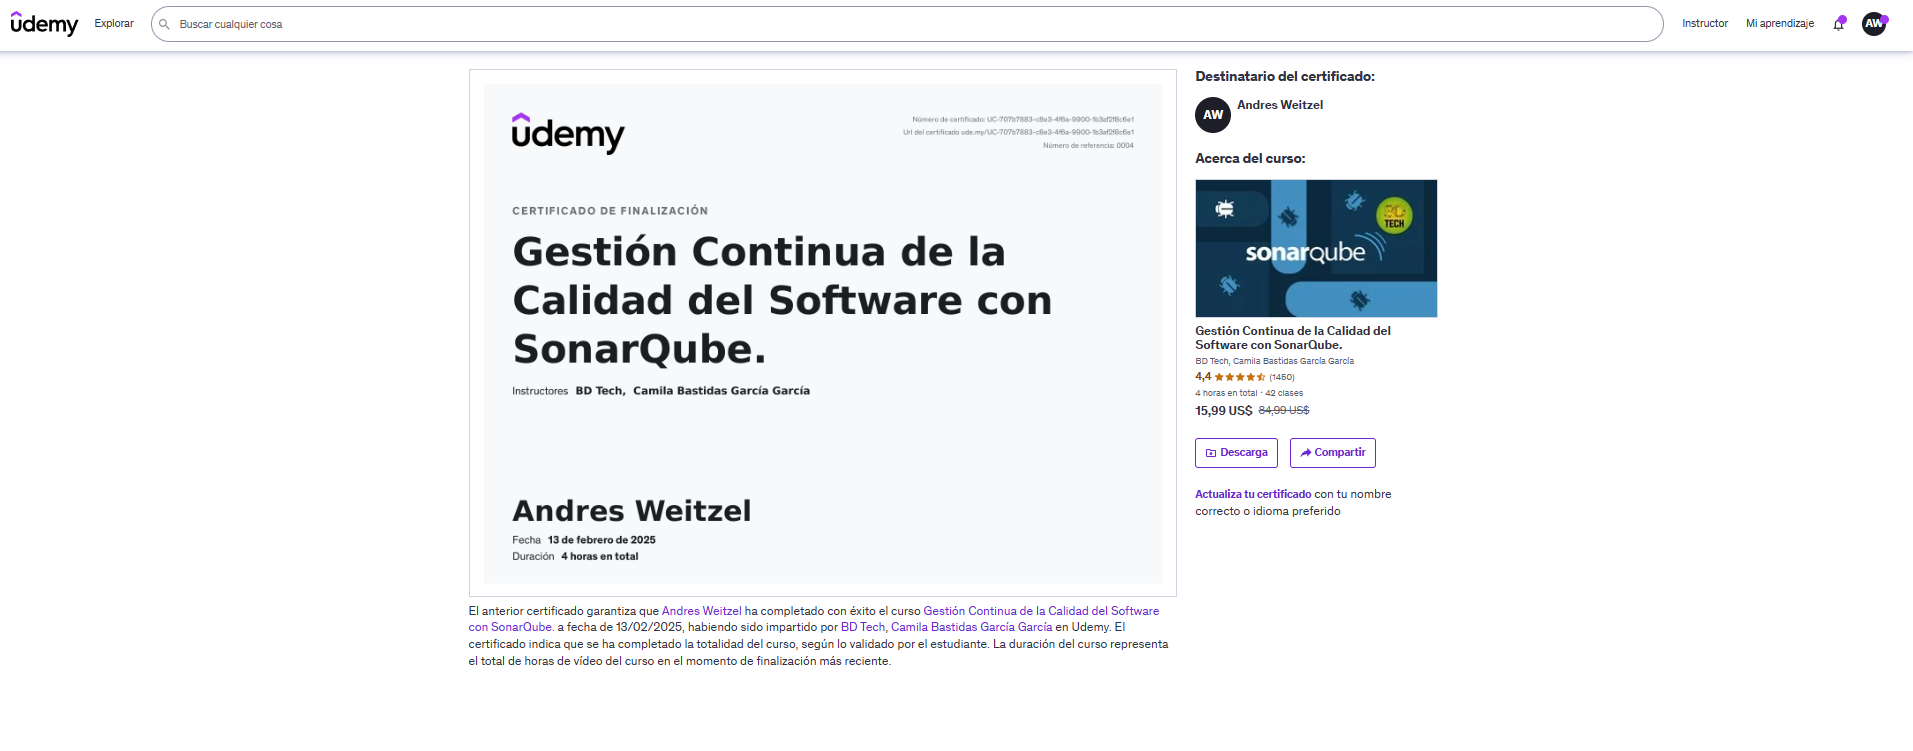 udemy
Explorar
Buscar cualquier cosa
Instructor
Mi aprendizaje
AW
udemy
Número de certificado: UC-707b7883-c8e3-4f6a-9900-1b3af2f8c6e1
Url del certificado ude.my/UC-707b7883-c8e3-4f6a-9900-1b3af2f8c6e1
Número de referencia: 0004
CERTIFICADO DE FINALIZACIÓN
Gestión Continua de la
Calidad del Software con
SonarQube.
Instructores BD Tech, Camila Bastidas García García
Andres Weitzel
Fecha 13 de febrero de 2025
Duración 4 horas en total
El anterior certificado garantiza que Andres Weitzel ha completado con éxito el curso Gestión Continua de la Calidad del Software
con SonarQube. a fecha de 13/02/2025, habiendo sido impartido por BD Tech, Camila Bastidas García García en Udemy. El
certificado indica que se ha completado la totalidad del curso, según lo validado por el estudiante. La duración del curso representa
el total de horas de vídeo del curso en el momento de finalización más reciente.
Destinatario del certificado:
AW
Andres Weitzel
Acerca del curso:
BD
TECH
sonarqube
Gestión Continua de la Calidad del
Software con SonarQube.
BD Tech, Camila Bastidas García García
4,4 (1450)
4 horas en total · 42 clases
15,99 US$ 84,99 US$
Descarga
Compartir
Actualiza tu certificado con tu nombre
correcto o idioma preferido